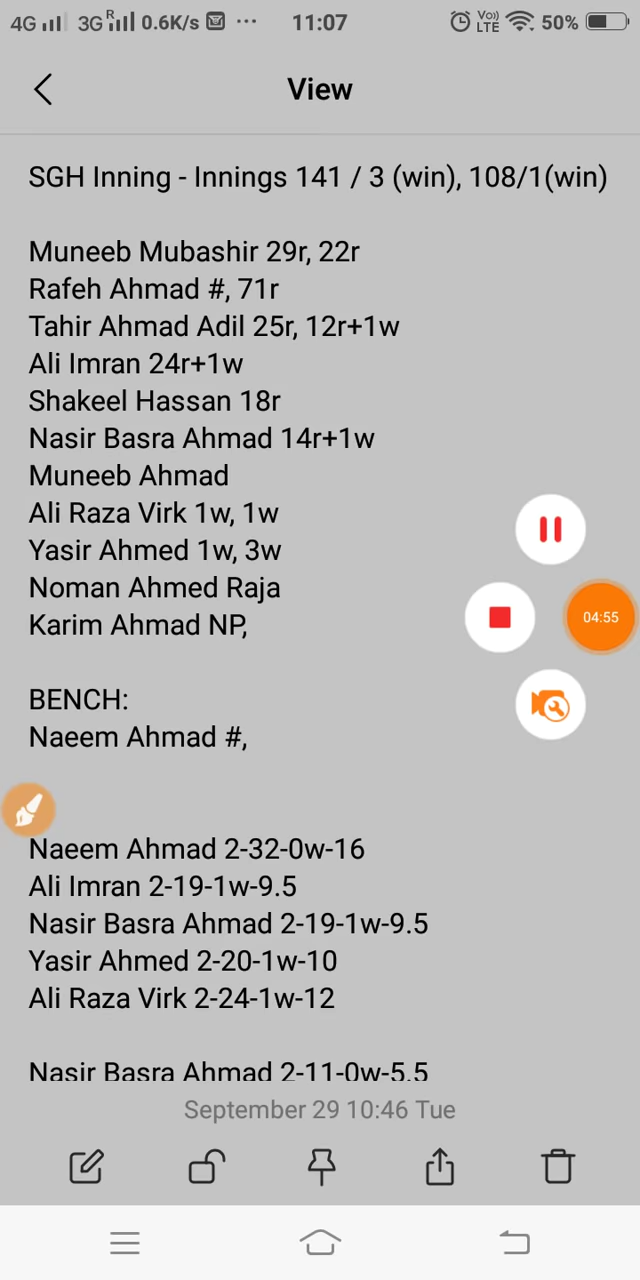 4G 3G R 0.6K/s ... 11:07 Vo) LTE 50%
View
SGH Inning - Innings 141 / 3 (win), 108/1(win)
Muneeb Mubashir 29r, 22r
Rafeh Ahmad #, 71r
Tahir Ahmad Adil 25r, 12r+1w
Ali Imran 24r+1w
Shakeel Hassan 18r
Nasir Basra Ahmad 14r+1w
Muneeb Ahmad
Ali Raza Virk 1w, 1w
Yasir Ahmed 1w, 3w
Noman Ahmed Raja
Karim Ahmad NP,
04:55
BENCH:
Naeem Ahmad #,
Naeem Ahmad 2-32-0w-16
Ali Imran 2-19-1w-9.5
Nasir Basra Ahmad 2-19-1w-9.5
Yasir Ahmed 2-20-1w-10
Ali Raza Virk 2-24-1w-12
Nasir Basra Ahmad 2-11-0w-5.5
September 29 10:46 Tue